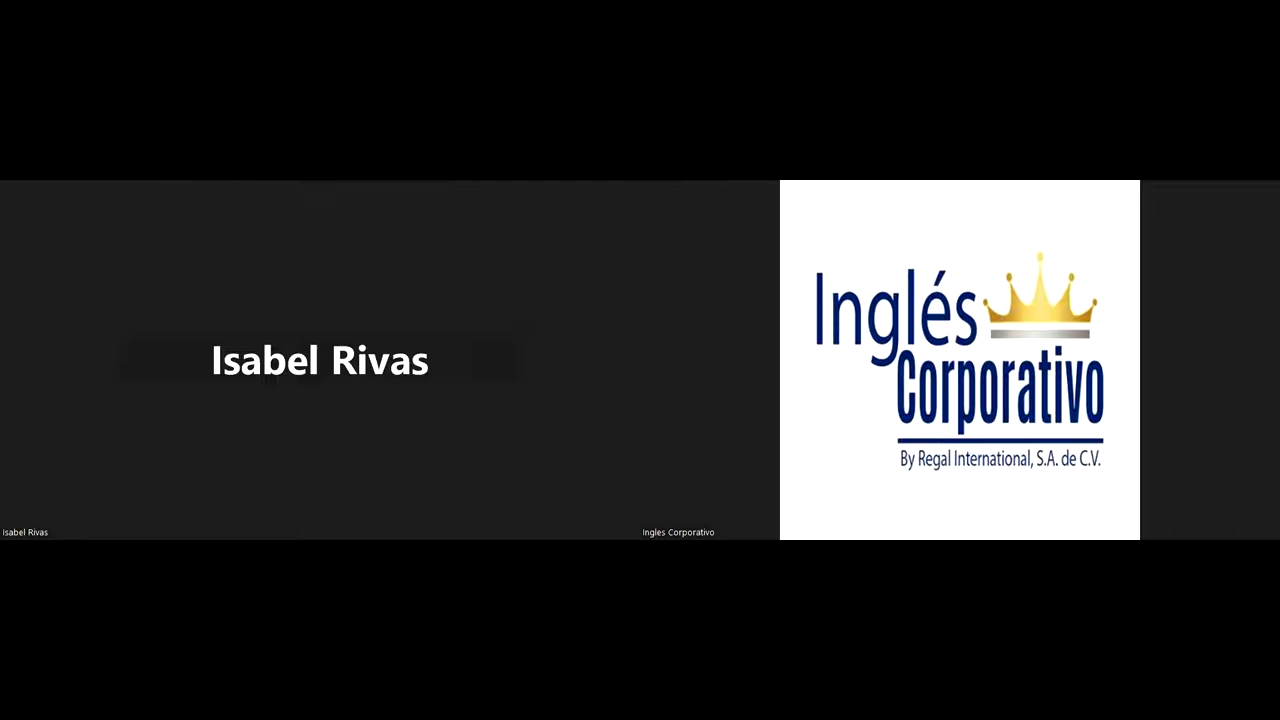 Isabel Rivas
Inglés
Corporativo
By Regal International, S.A. de C.V.
Isabel Rivas
Ingles Corporativo